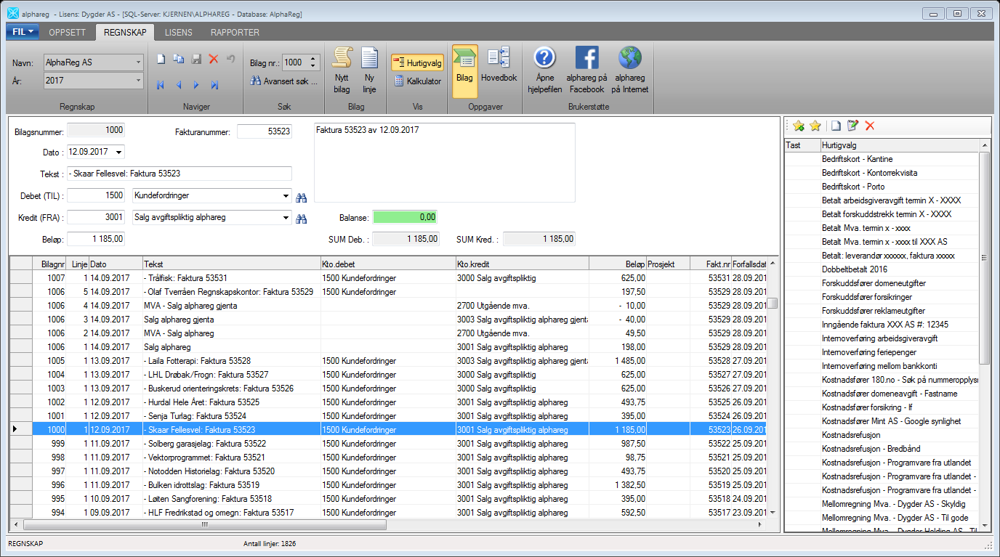 alphareg - Lisens: Dygder AS - [SQL-Server: KJERNEN\ALPHAREG - Database: AlphaReg]
FIL OPPSETT REGNSKAP LISENS RAPPORTER
Navn: AlphaReg AS
År: 2017
Regnskap
Naviger
Bilag nr.: 1000
Avansert søk ...
Søk
Nytt bilag
Ny linje
Bilag
Hurtigvalg
Kalkulator
Vis
Bilag
Hovedbok
Oppgaver
Åpne hjelpefilen
alphareg på Facebook
alphareg på Internet
Brukerstøtte
Bilagsnummer: 1000 Fakturanummer: 53523 Faktura 53523 av 12.09.2017
Dato : 12.09.2017
Tekst : - Skaar Fellesvel: Faktura 53523
Debet (TIL) : 1500 Kundefordringer
Kredit (FRA) : 3001 Salg avgiftspliktig alphareg Balanse: 0,00
Beløp: 1 185,00 SUM Deb. : 1 185,00 SUM Kred. : 1 185,00
Bilagnr Linje Dato Tekst Kto.debet Kto.kredit Beløp Prosjekt Fakt.nr Forfallsdat
1007 1 14.09.2017 - Trålfisk: Faktura 53531 1500 Kundefordringer 3000 Salg avgiftspliktig 625,00 53531 28.09.201
1006 5 14.09.2017 - Olaf Tverråen Regnskapskontor: Faktura 53529 1500 Kundefordringer 197,50 53529 28.09.201
1006 4 14.09.2017 MVA - Salg alphareg gjenta 2700 Utgående mva. - 10,00 53529 28.09.201
1006 3 14.09.2017 Salg alphareg gjenta 3003 Salg avgiftspliktig alphareg gjenta - 40,00 53529 28.09.201
1006 2 14.09.2017 MVA - Salg alphareg 2700 Utgående mva. 49,50 53529 28.09.201
1006 1 14.09.2017 Salg alphareg 3001 Salg avgiftspliktig alphareg 198,00 53529 28.09.201
1005 1 13.09.2017 - Laila Fotterapi: Faktura 53528 1500 Kundefordringer 3003 Salg avgiftspliktig alphareg gjenta 1 485,00 53528 27.09.201
1004 1 13.09.2017 - LHL Drøbak/Frogn: Faktura 53527 1500 Kundefordringer 3000 Salg avgiftspliktig 625,00 53527 27.09.201
1003 1 13.09.2017 - Buskerud orienteringskrets: Faktura 53526 1500 Kundefordringer 3000 Salg avgiftspliktig 625,00 53526 27.09.201
1002 1 12.09.2017 - Hurdal Hele Året: Faktura 53525 1500 Kundefordringer 3001 Salg avgiftspliktig alphareg 493,75 53525 26.09.201
1001 1 12.09.2017 - Senja Turlag: Faktura 53524 1500 Kundefordringer 3001 Salg avgiftspliktig alphareg 395,00 53524 26.09.201
1000 1 12.09.2017 - Skaar Fellesvel: Faktura 53523 1500 Kundefordringer 3001 Salg avgiftspliktig alphareg 1 185,00 53523 26.09.201
999 1 11.09.2017 - Solberg garasjelag: Faktura 53522 1500 Kundefordringer 3001 Salg avgiftspliktig alphareg 987,50 53522 25.09.201
998 1 11.09.2017 - Vektorprogrammet: Faktura 53521 1500 Kundefordringer 3001 Salg avgiftspliktig alphareg 98,75 53521 25.09.201
997 1 11.09.2017 - Notodden Historielag: Faktura 53520 1500 Kundefordringer 3001 Salg avgiftspliktig alphareg 493,75 53520 25.09.201
996 1 11.09.2017 - Bulken idrottslag: Faktura 53519 1500 Kundefordringer 3001 Salg avgiftspliktig alphareg 1 382,50 53519 25.09.201
995 1 10.09.2017 - Løiten Sangforening: Faktura 53518 1500 Kundefordringer 3001 Salg avgiftspliktig alphareg 395,00 53518 24.09.201
994 1 09.09.2017 - HLF Fredrikstad og omegn: Faktura 53517 1500 Kundefordringer 3001 Salg avgiftspliktig alphareg 592,50 53517 23.09.201
Tast Hurtigvalg
Bedriftskort - Kantine
Bedriftskort - Kontorrekvisita
Bedriftskort - Porto
Betalt arbeidsgiveravgift termin X - XXXX
Betalt forskuddstrekk termin X - XXXX
Betalt Mva. termin x - xxxx
Betalt Mva. termin x - xxxx til XXX AS
Betalt: leverandør xxxxxx, faktura xxxxx
Dobbeltbetalt 2016
Forskuddsfører domeneutgifter
Forskuddsfører forsikringer
Forskuddsfører reklameutgifter
Inngående faktura XXX AS #: 12345
Internoverføring arbeidsgiveravgift
Internoverføring feriepenger
Internoverføring mellom bankkonti
Kostnadsfører 180.no - Søk på nummeropplysn
Kostnadsfører domeneavgift - Fastname
Kostnadsfører forsikring - If
Kostnadsfører Mint AS - Google synlighet
Kostnadsrefusjon
Kostnadsrefusjon - Bredbånd
Kostnadsrefusjon - Programvare fra utlandet
Kostnadsrefusjon - Programvare fra utlandet -
Kostnadsrefusjon - Programvare fra utlandet -
Mellomregning Mva. - Dygder AS - Skyldig
Mellomregning Mva. - Dygder AS - Til gode
Mellomregning Mva. - Dygder Holding AS - Til
REGNSKAP Antall linjer: 1826